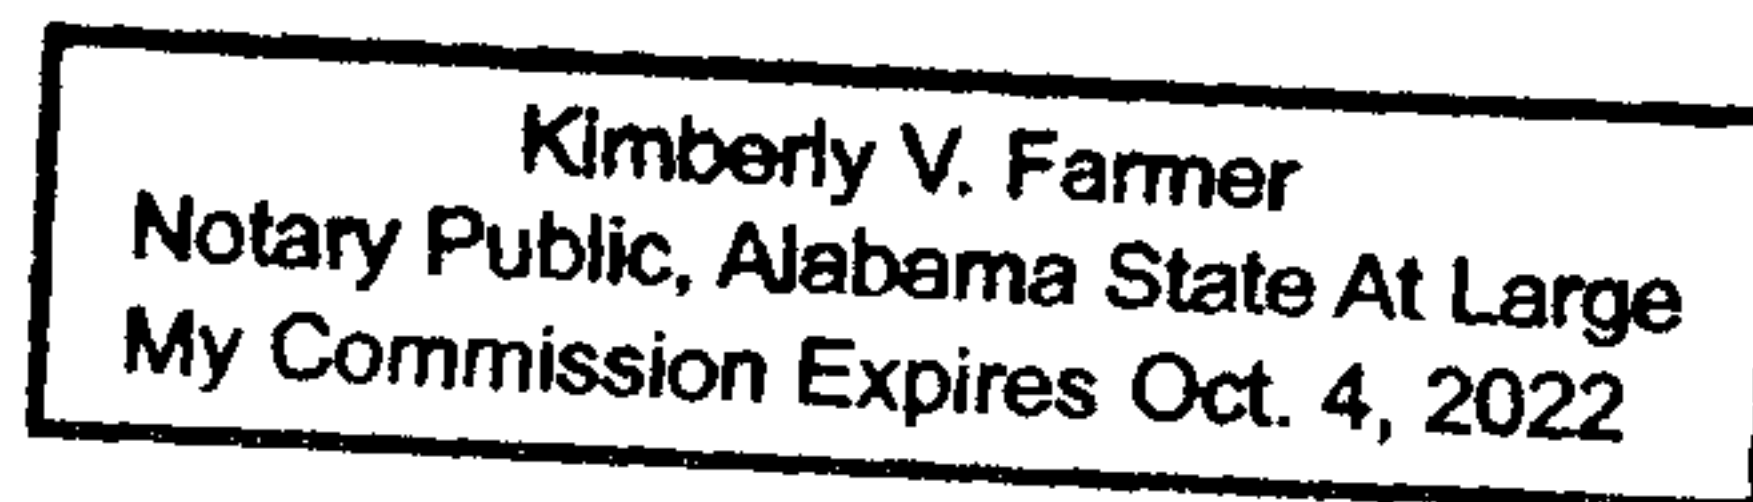 Kimberly V. Farmer
Notary Public, Alabama State At Large
My Commission Expires Oct. 4, 2022